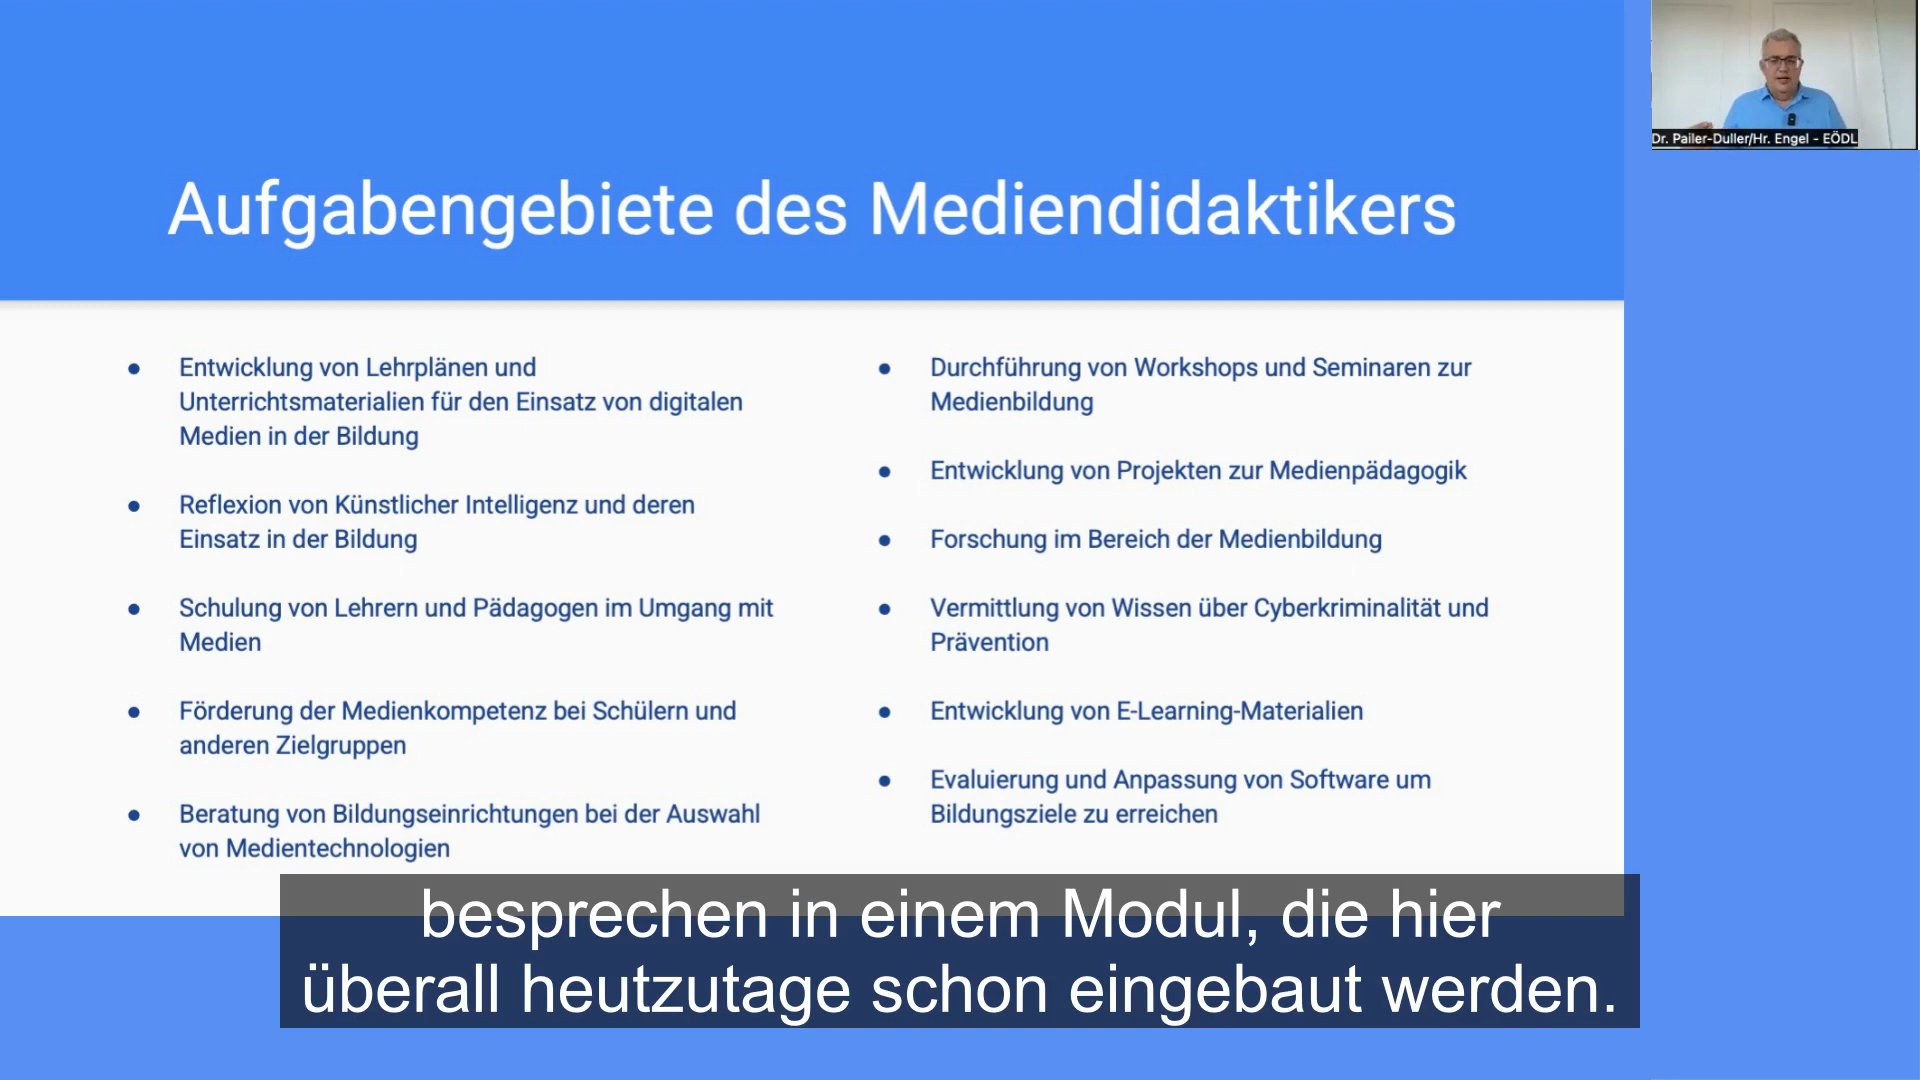 Dr. Pailer-Duller/Hr. Engel - EÖDL
Aufgabengebiete des Mediendidaktikers
Entwicklung von Lehrplänen und
Unterrichtsmaterialien für den Einsatz von digitalen
Medien in der Bildung
Reflexion von Künstlicher Intelligenz und deren
Einsatz in der Bildung
Schulung von Lehrern und Pädagogen im Umgang mit
Medien
Förderung der Medienkompetenz bei Schülern und
anderen Zielgruppen
Beratung von Bildungseinrichtungen bei der Auswahl
von Medientechnologien
Durchführung von Workshops und Seminaren zur
Medienbildung
Entwicklung von Projekten zur Medienpädagogik
Forschung im Bereich der Medienbildung
Vermittlung von Wissen über Cyberkriminalität und
Prävention
Entwicklung von E-Learning-Materialien
Evaluierung und Anpassung von Software um
Bildungsziele zu erreichen
besprechen in einem Modul, die hier
überall heutzutage schon eingebaut werden.